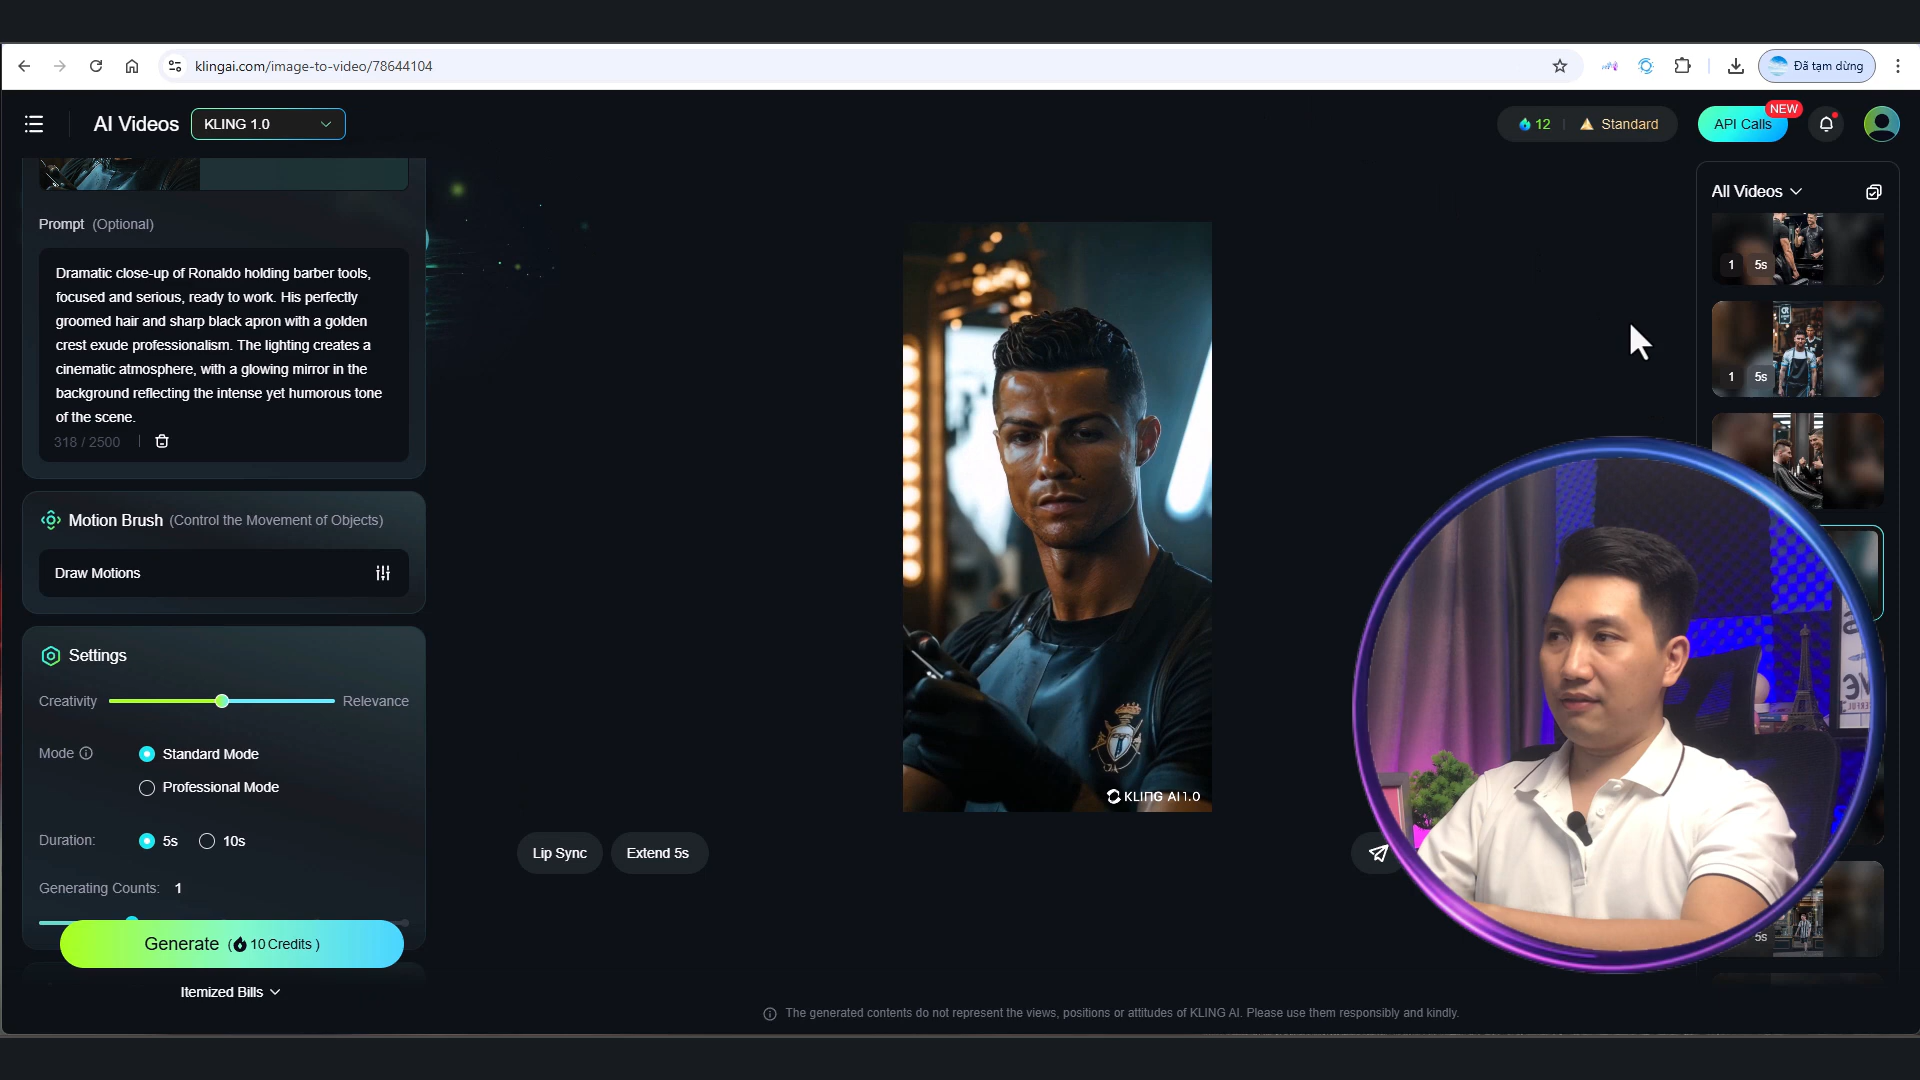 klingai.com/image-to-video/78644104
Đã tạm dừng
AI Videos
KLING 1.0
12
Standard
API Calls
NEW
Prompt (Optional)
Dramatic close-up of Ronaldo holding barber tools,
focused and serious, ready to work. His perfectly
groomed hair and sharp black apron with a golden
crest exude professionalism. The lighting creates a
cinematic atmosphere, with a glowing mirror in the
background reflecting the intense yet humorous tone
of the scene.
318 / 2500
Motion Brush (Control the Movement of Objects)
Draw Motions
Settings
Creativity
Relevance
Mode
Standard Mode
Professional Mode
Duration:
5s
10s
Generating Counts: 1
Generate (10 Credits )
Itemized Bills
KLING AI 1.0
Lip Sync
Extend 5s
All Videos
1 5s
1 5s
5s
The generated contents do not represent the views, positions or attitudes of KLING AI. Please use them responsibly and kindly.